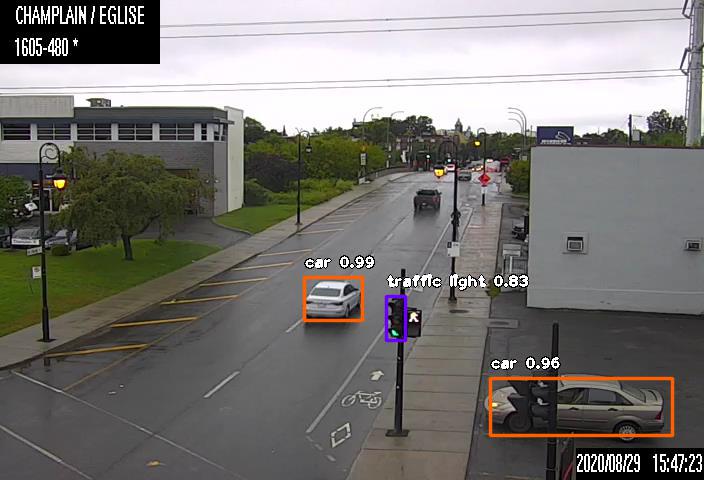 CHAMPLAIN / EGLISE
1605-480 *
car 0.99
traffic light 0.83
car 0.96
2020/08/29 15:47:23